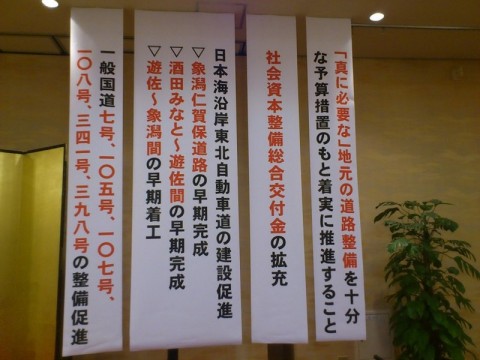 「真に必要な」地元の道路整備を十分
な予算措置のもと着実に推進すること
社会資本整備総合交付金の拡充
日本海沿岸東北自動車道の建設促進
▽象潟仁賀保道路の早期完成
▽酒田みなと〜遊佐間の早期完成
▽遊佐〜象潟間の早期着工
一般国道七号、一〇五号、一〇七号、
一〇八号、三四一号、三九八号の整備促進